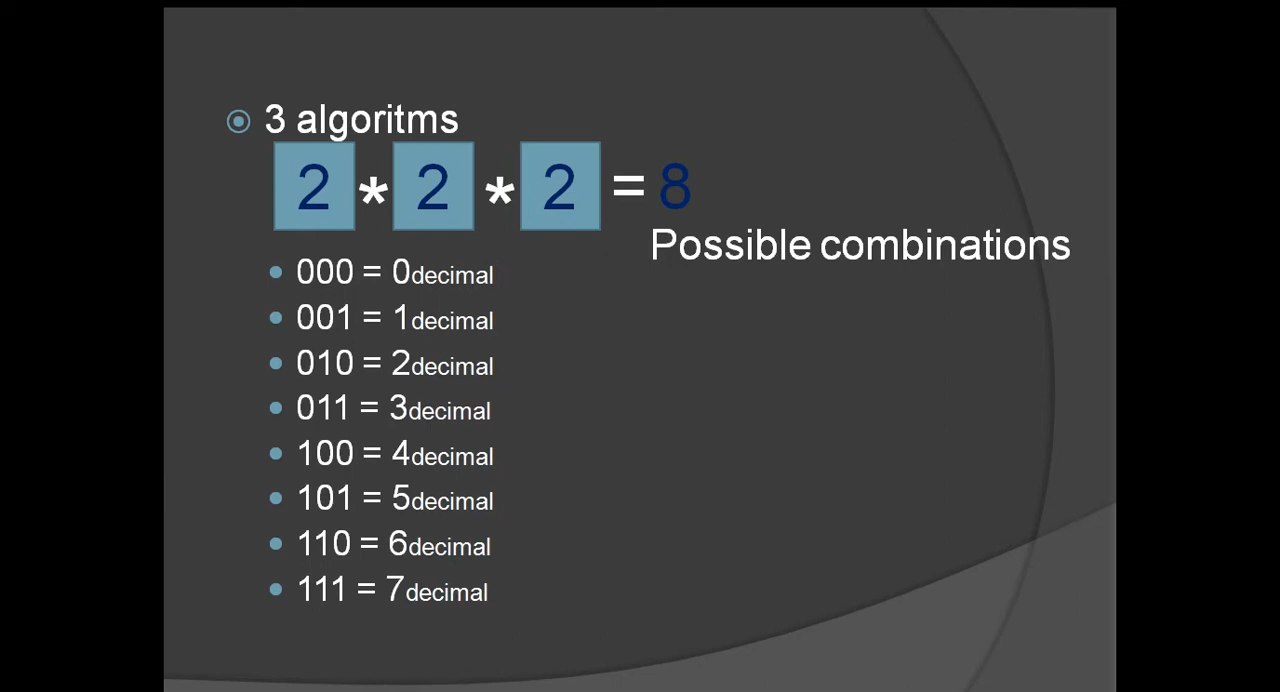 3 algoritms
2 * 2 * 2 = 8
Possible combinations
000 = 0decimal
001 = 1decimal
010 = 2decimal
011 = 3decimal
100 = 4decimal
101 = 5decimal
110 = 6decimal
111 = 7decimal